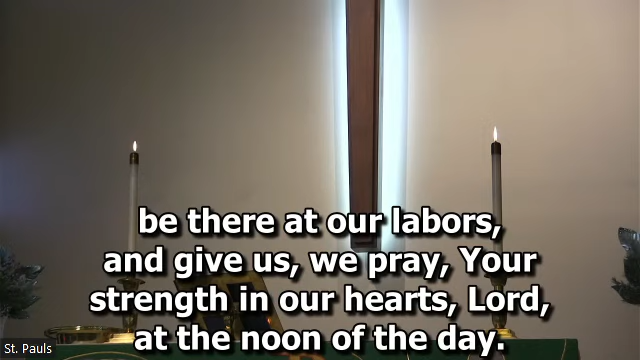 be there at our labors,
and give us, we pray, Your
strength in our hearts, Lord,
at the noon of the day.
St. Pauls